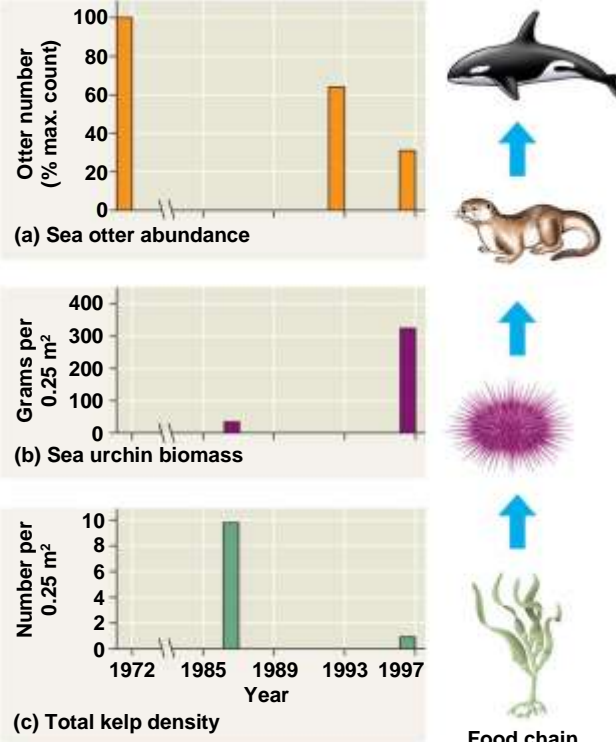 Otter number
(% max. count)
100
80
60
40
20
0
(a) Sea otter abundance
Grams per
0.25 m²
400
300
200
100
0
(b) Sea urchin biomass
Number per
0.25 m²
10
8
6
4
2
0
1972 1985 1989 1993 1997
Year
(c) Total kelp density
Food chain